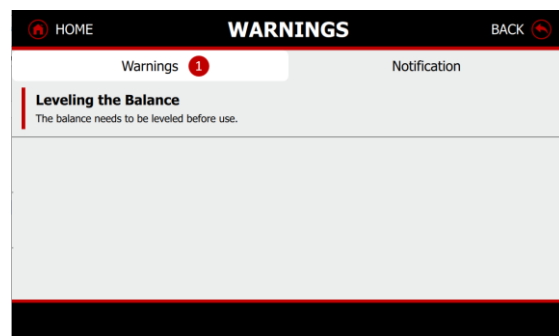 HOME
WARNINGS
BACK
Warnings 1
Notification
Leveling the Balance
The balance needs to be leveled before use.